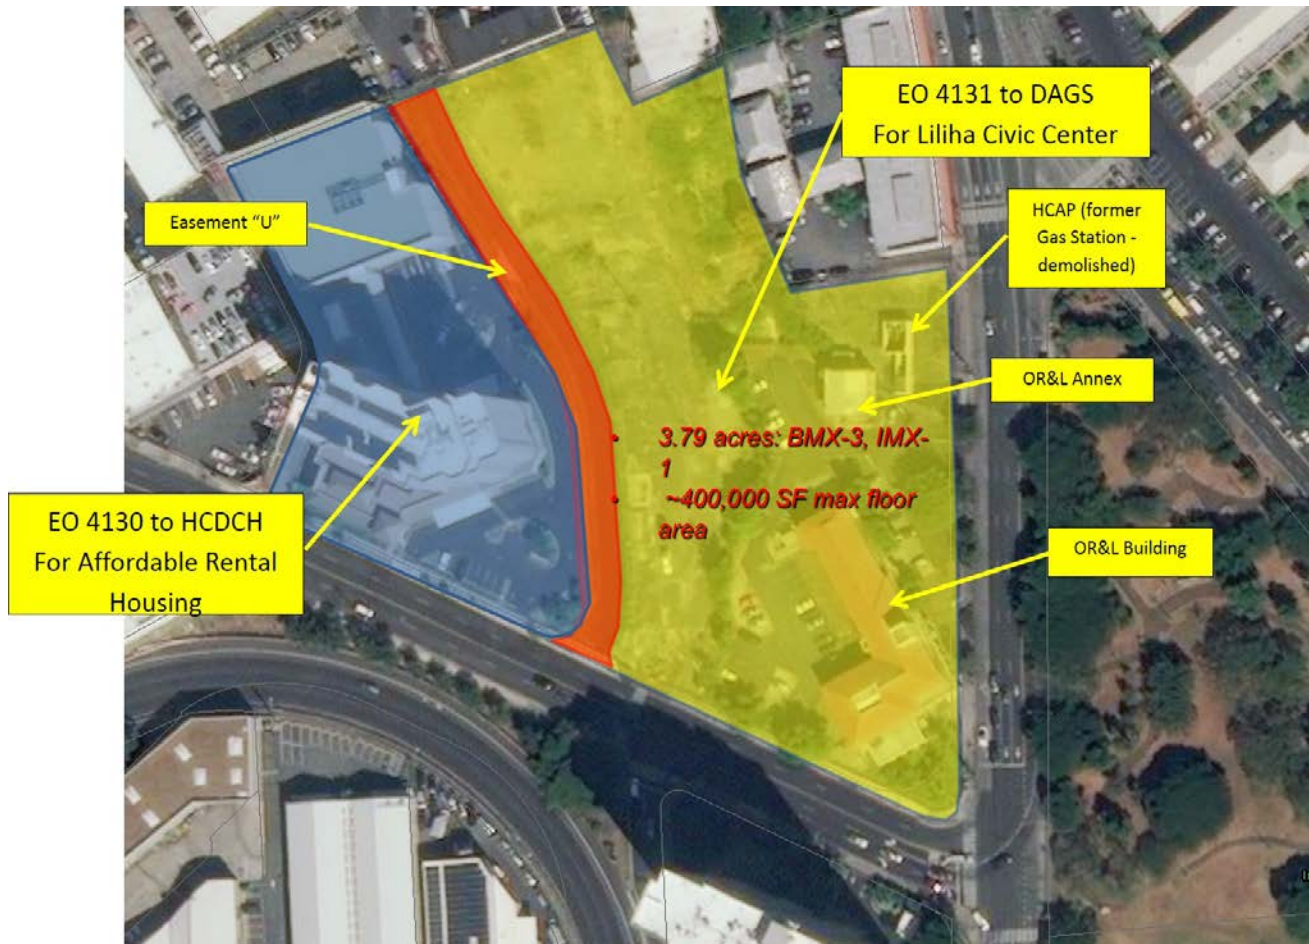 EO 4131 to DAGS
For Liliha Civic Center
HCAP (former
Gas Station -
demolished)
Easement “U”
OR&L Annex
• 3.79 acres: BMX-3, IMX-
1
• ~400,000 SF max floor
area
EO 4130 to HCDCH
For Affordable Rental
Housing
OR&L Building